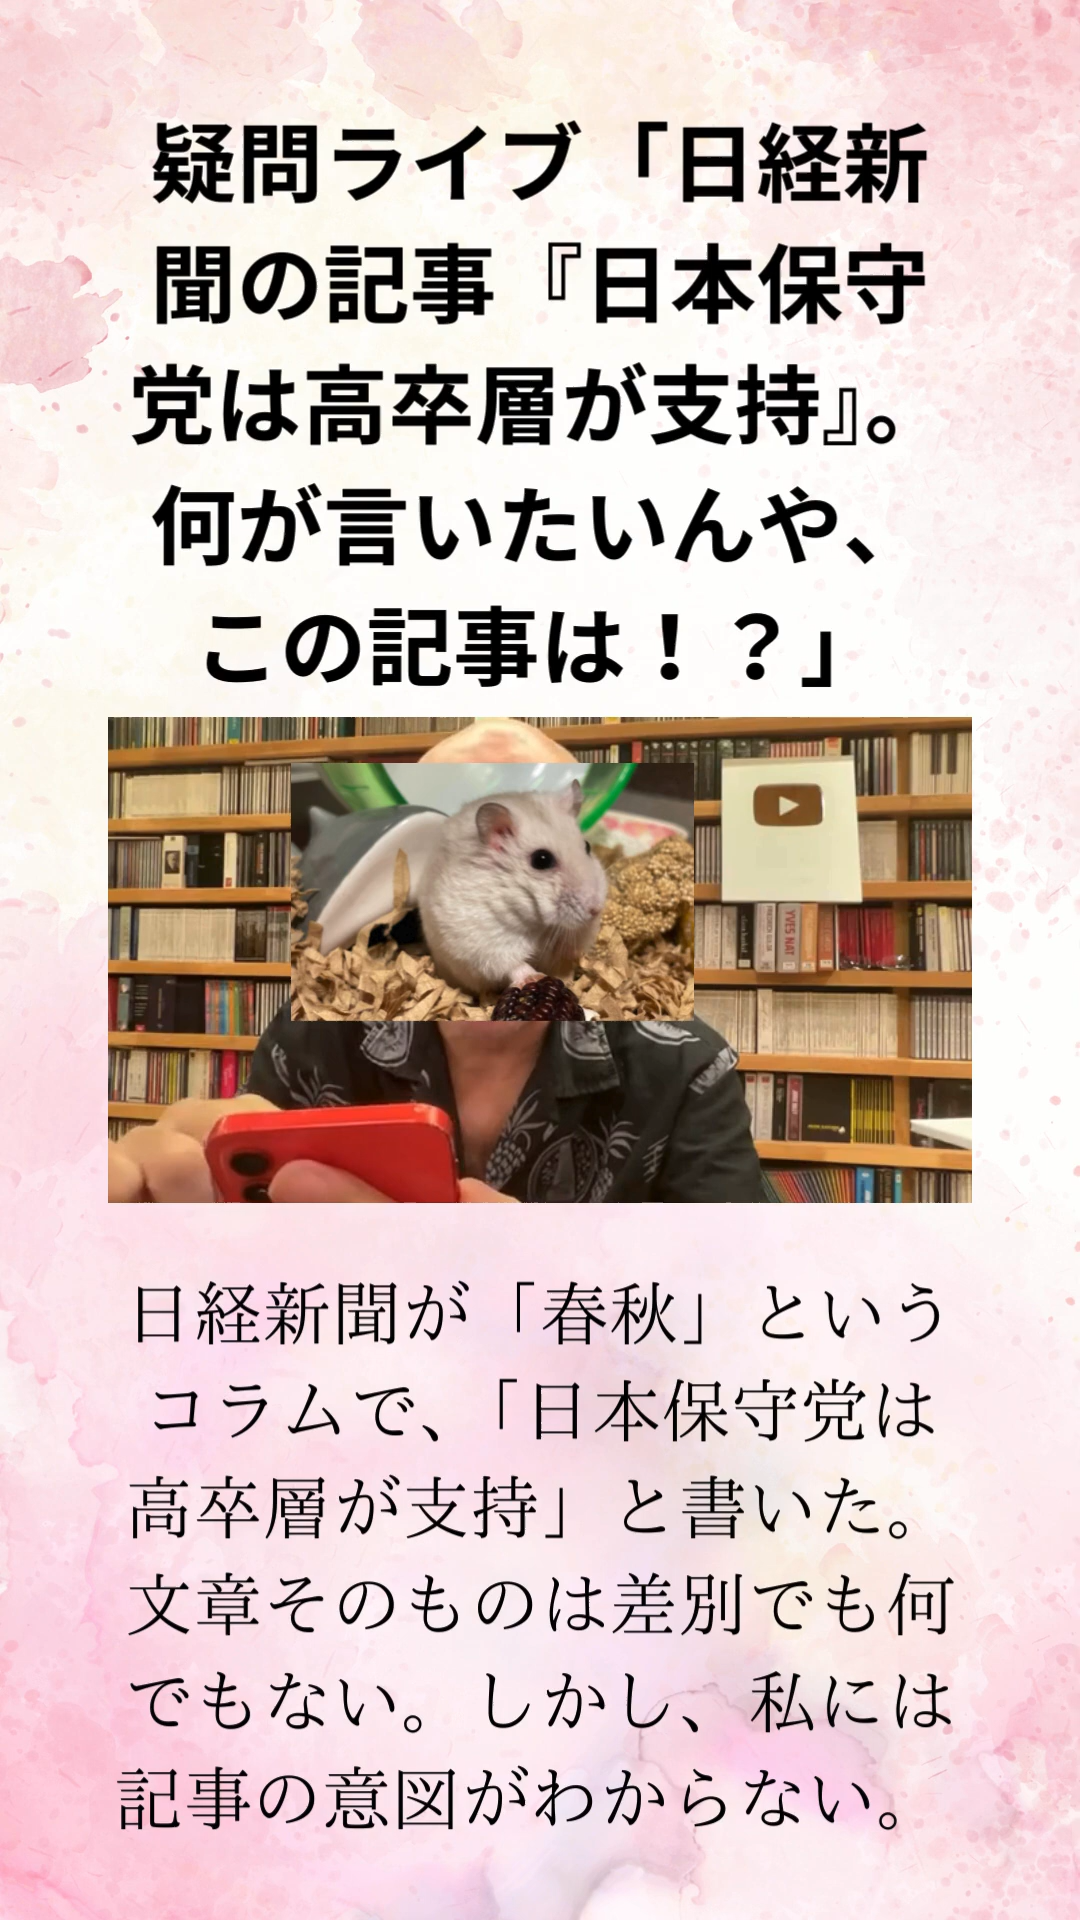 疑問ライブ「日経新
聞の記事『日本保守
党は高卒層が支持』。
何が言いたいんや、
この記事は！？」
YVES NAT
日経新聞が「春秋」という
コラムで、「日本保守党は
高卒層が支持」と書いた。
文章そのものは差別でも何
でもない。しかし、私には
記事の意図がわからない。